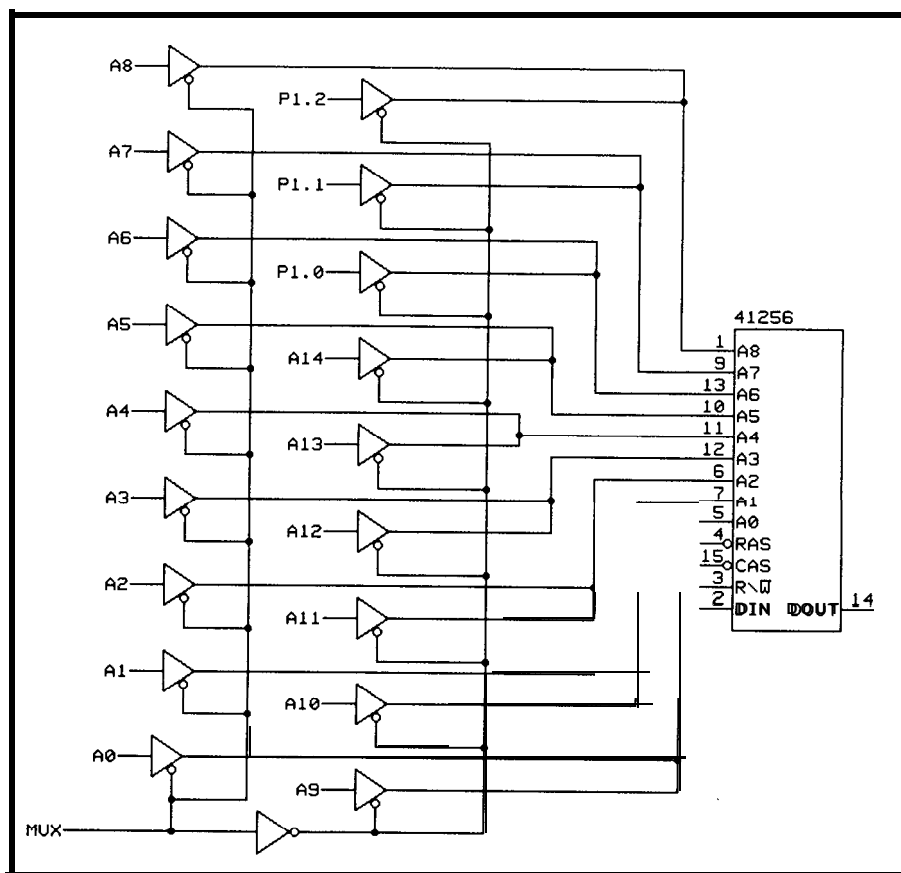 A8
P1.2
A7
P1.1
A6
P1.0
A5
A14
A4
A13
A3
A12
A2
A11
A1
A10
A0
A9
MUX
41256
1 A8
9 A7
13 A6
10 A5
11 A4
12 A3
6 A2
7 A1
5 A0
4 RAS
15 CAS
3 R\W
2 DIN DOUT 14